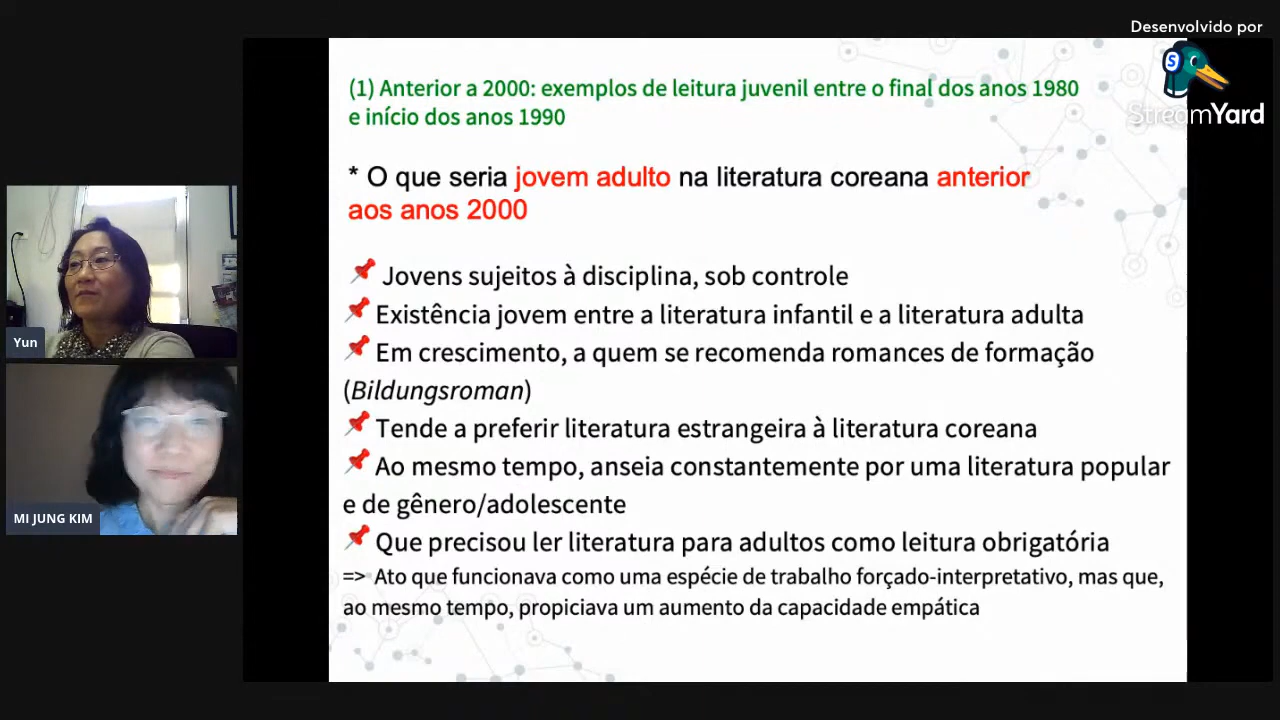 Desenvolvido por
StreamYard
(1) Anterior a 2000: exemplos de leitura juvenil entre o final dos anos 1980
e início dos anos 1990
* O que seria jovem adulto na literatura coreana anterior
aos anos 2000
📌 Jovens sujeitos à disciplina, sob controle
📌 Existência jovem entre a literatura infantil e a literatura adulta
📌 Em crescimento, a quem se recomenda romances de formação
(Bildungsroman)
📌 Tende a preferir literatura estrangeira à literatura coreana
📌 Ao mesmo tempo, anseia constantemente por uma literatura popular
e de gênero/adolescente
📌 Que precisou ler literatura para adultos como leitura obrigatória
=> Ato que funcionava como uma espécie de trabalho forçado-interpretativo, mas que,
ao mesmo tempo, propiciava um aumento da capacidade empática
Yun
MI JUNG KIM